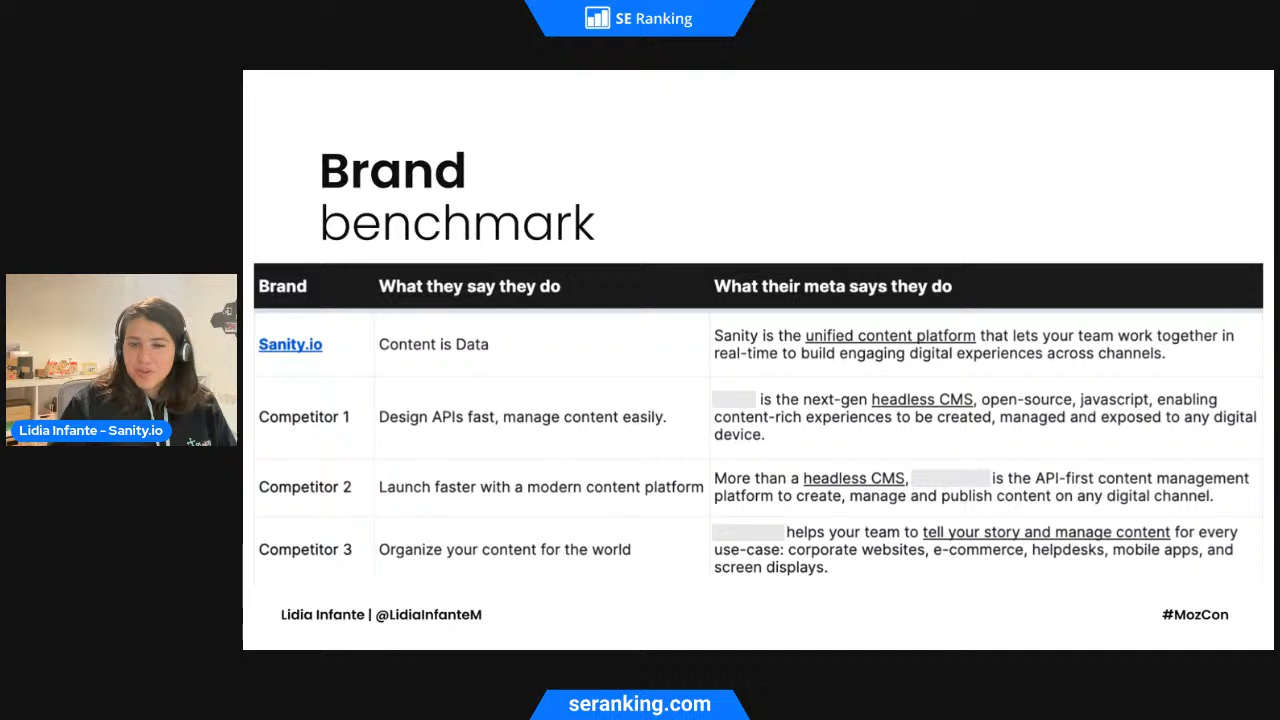 SE Ranking
Brand
benchmark
Brand What they say they do What their meta says they do
Sanity.io Content is Data Sanity is the unified content platform that lets your team work together in
real-time to build engaging digital experiences across channels.
Competitor 1 Design APIs fast, manage content easily. is the next-gen headless CMS, open-source, javascript, enabling
content-rich experiences to be created, managed and exposed to any digital
device.
Competitor 2 Launch faster with a modern content platform More than a headless CMS, is the API-first content management
platform to create, manage and publish content on any digital channel.
Competitor 3 Organize your content for the world helps your team to tell your story and manage content for every
use-case: corporate websites, e-commerce, helpdesks, mobile apps, and
screen displays.
Lidia Infante - Sanity.io
Lidia Infante | @LidiaInfanteM #MozCon
seranking.com